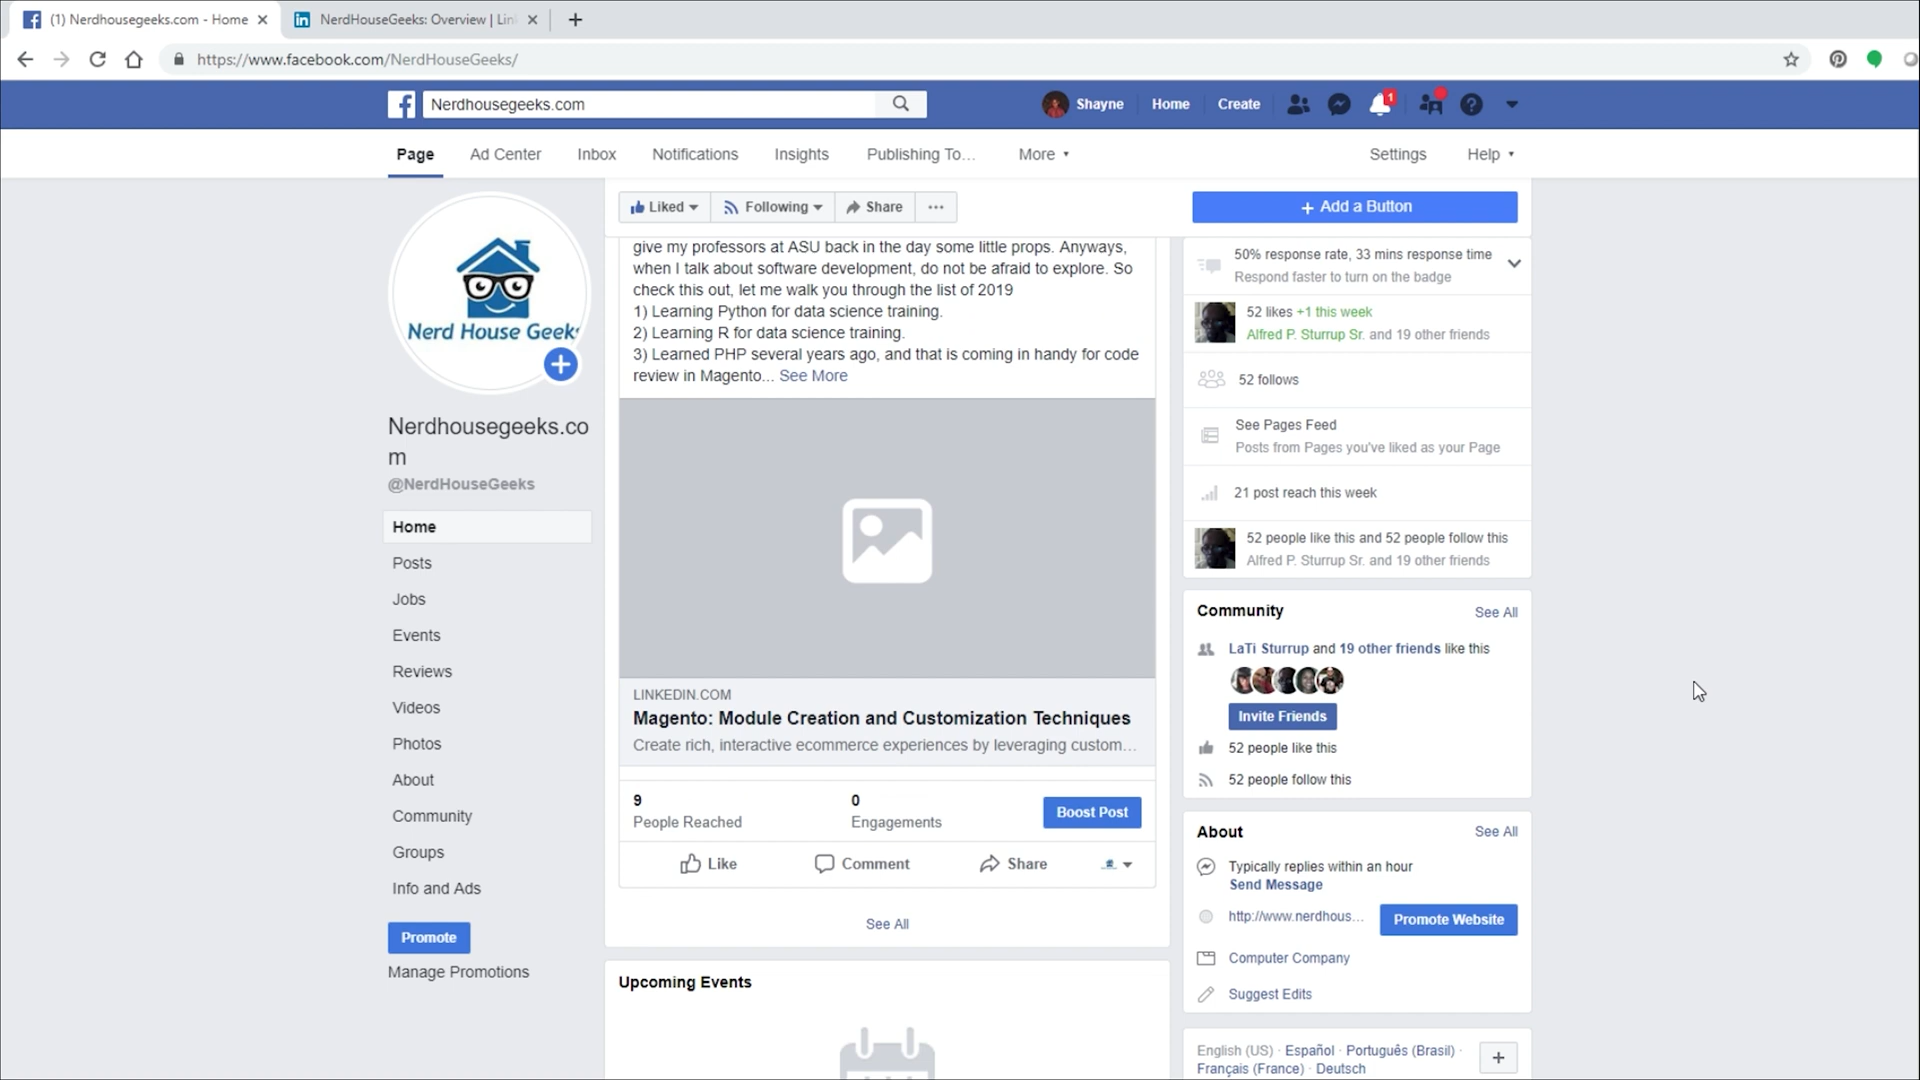 (1) Nerdhousegeeks.com - Home
NerdHouseGeeks: Overview | Lin
https://www.facebook.com/NerdHouseGeeks/
Nerdhousegeeks.com
Shayne
Home
Create
1
Page
Ad Center
Inbox
Notifications
Insights
Publishing To…
More
Settings
Help
Nerd House Geeks
Nerdhousegeeks.co
m
@NerdHouseGeeks
Home
Posts
Jobs
Events
Reviews
Videos
Photos
About
Community
Groups
Info and Ads
Promote
Manage Promotions
Liked
Following
Share
+ Add a Button
give my professors at ASU back in the day some little props. Anyways,
when I talk about software development, do not be afraid to explore. So
check this out, let me walk you through the list of 2019
1) Learning Python for data science training.
2) Learning R for data science training.
3) Learned PHP several years ago, and that is coming in handy for code
review in Magento... See More
LINKEDIN.COM
Magento: Module Creation and Customization Techniques
Create rich, interactive ecommerce experiences by leveraging custom…
9
People Reached
0
Engagements
Boost Post
Like
Comment
Share
See All
Upcoming Events
50% response rate, 33 mins response time
Respond faster to turn on the badge
52 likes +1 this week
Alfred P. Sturrup Sr. and 19 other friends
52 follows
See Pages Feed
Posts from Pages you've liked as your Page
21 post reach this week
52 people like this and 52 people follow this
Alfred P. Sturrup Sr. and 19 other friends
Community
See All
LaTi Sturrup and 19 other friends like this
Invite Friends
52 people like this
52 people follow this
About
See All
Typically replies within an hour
Send Message
http://www.nerdhous...
Promote Website
Computer Company
Suggest Edits
English (US) · Español · Português (Brasil) ·
Français (France) · Deutsch